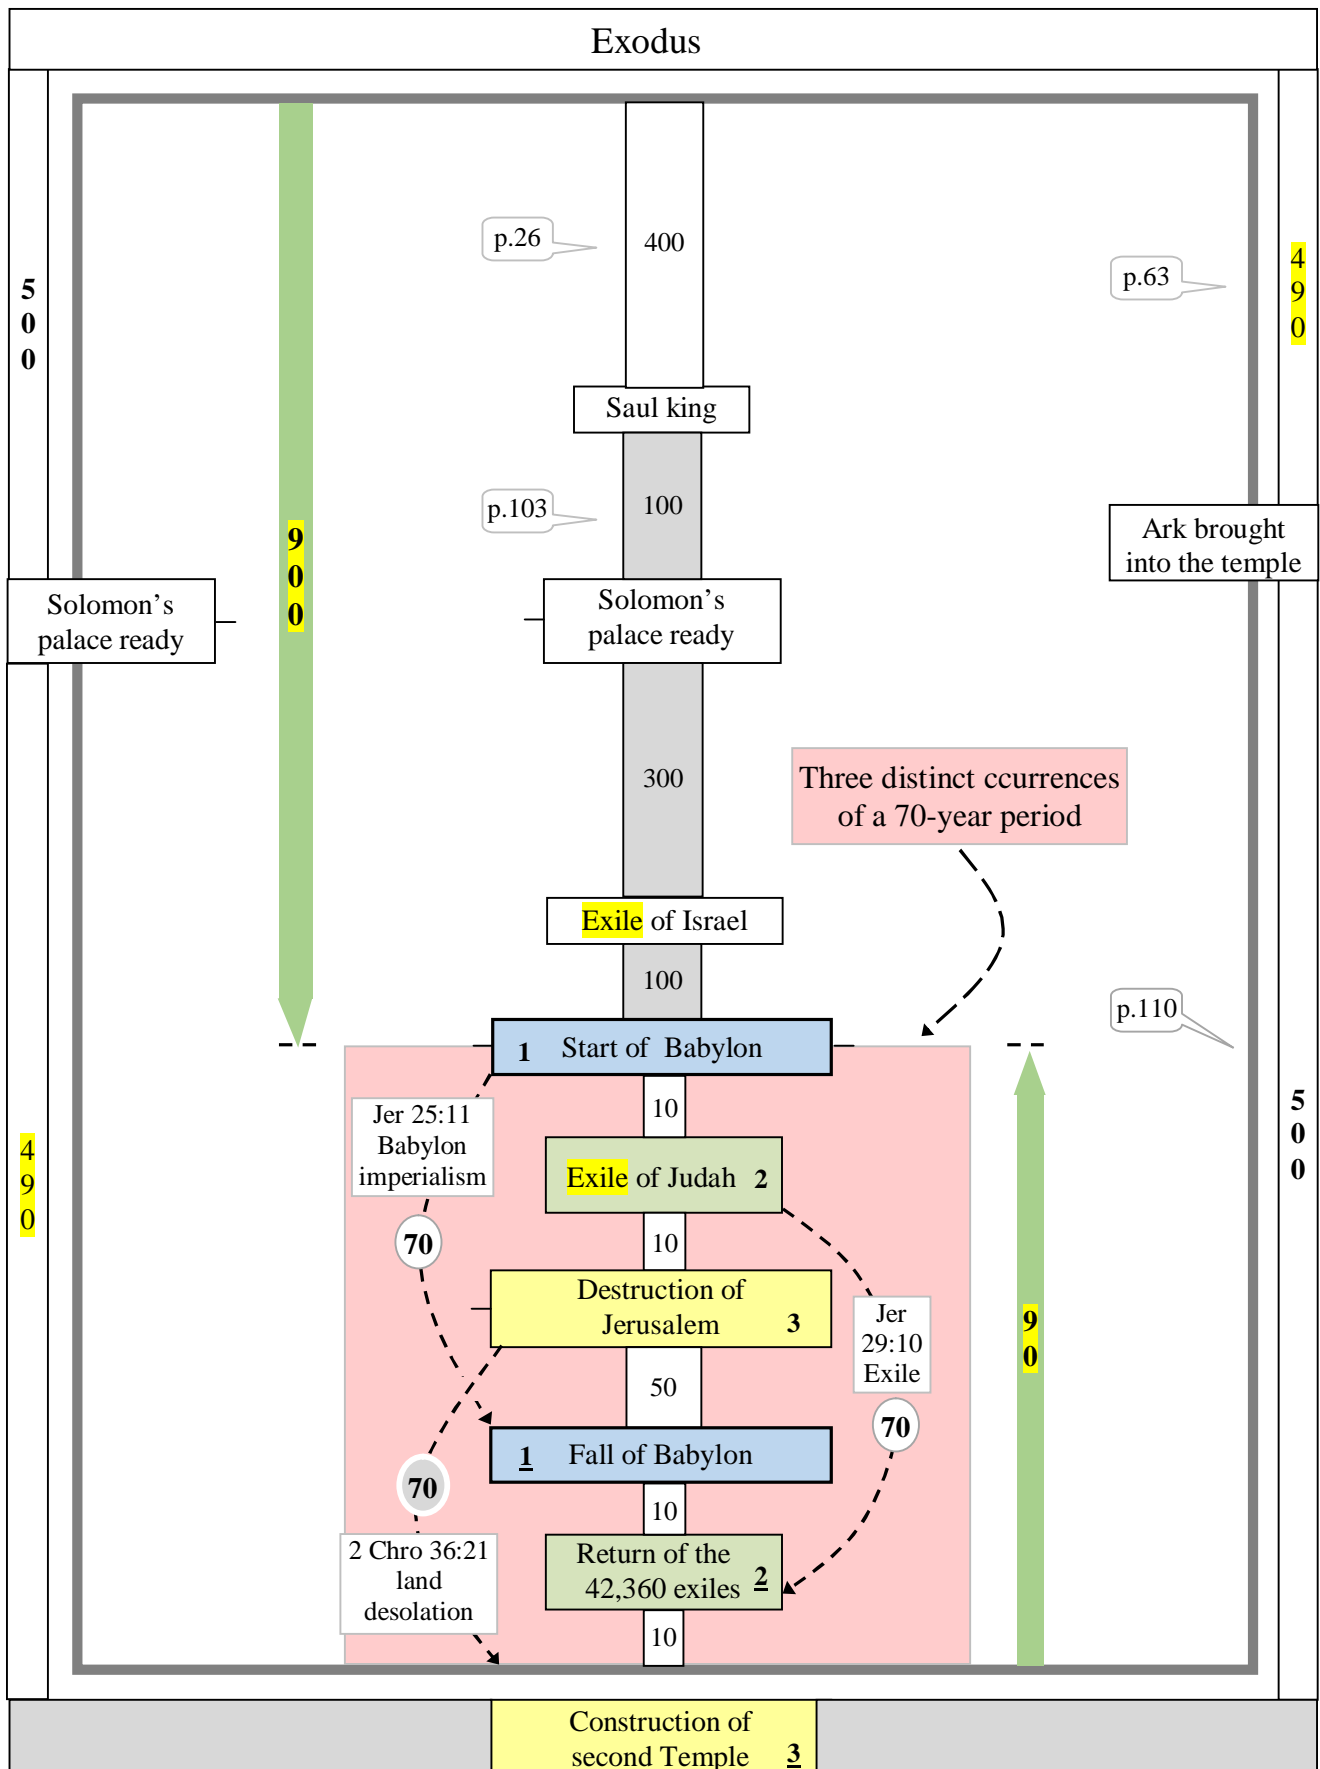 Exodus
p.26
400
p.63
5
0
0
4
9
0
Saul king
p.103
100
9
0
0
Ark brought
into the temple
Solomon’s
palace ready
Solomon’s
palace ready
300
Three distinct ccurrences
of a 70-year period
Exile of Israel
100
p.110
1 Start of Babylon
10
Jer 25:11
Babylon
imperialism
4
9
0
5
0
0
Exile of Judah 2
70
10
Destruction of
Jerusalem 3
Jer
29:10
Exile
9
0
50
70
1 Fall of Babylon
70
10
2 Chro 36:21
land
desolation
Return of the
42,360 exiles 2
10
Construction of
second Temple 3